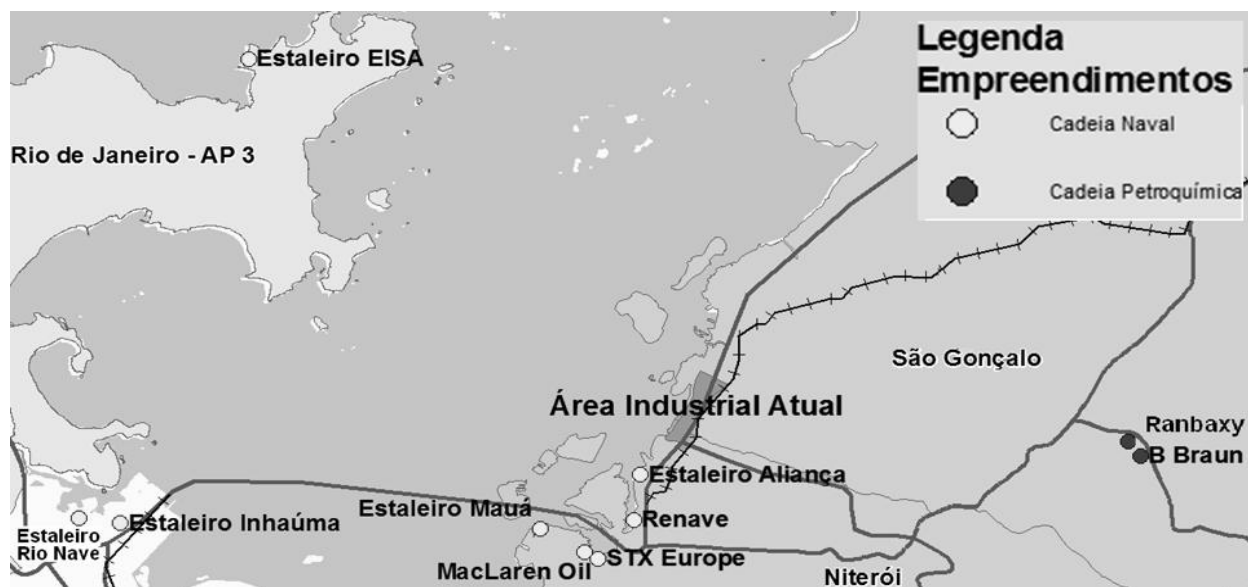 Legenda
Empreendimentos
Cadeia Naval
Cadeia Petroquímica
Estaleiro EISA
Rio de Janeiro - AP 3
São Gonçalo
Área Industrial Atual
Ranbaxy
B Braun
Estaleiro Aliança
Estaleiro Mauá
Renave
Estaleiro Inhaúma
Estaleiro
Rio Nave
STX Europe
MacLaren Oil
Niterói